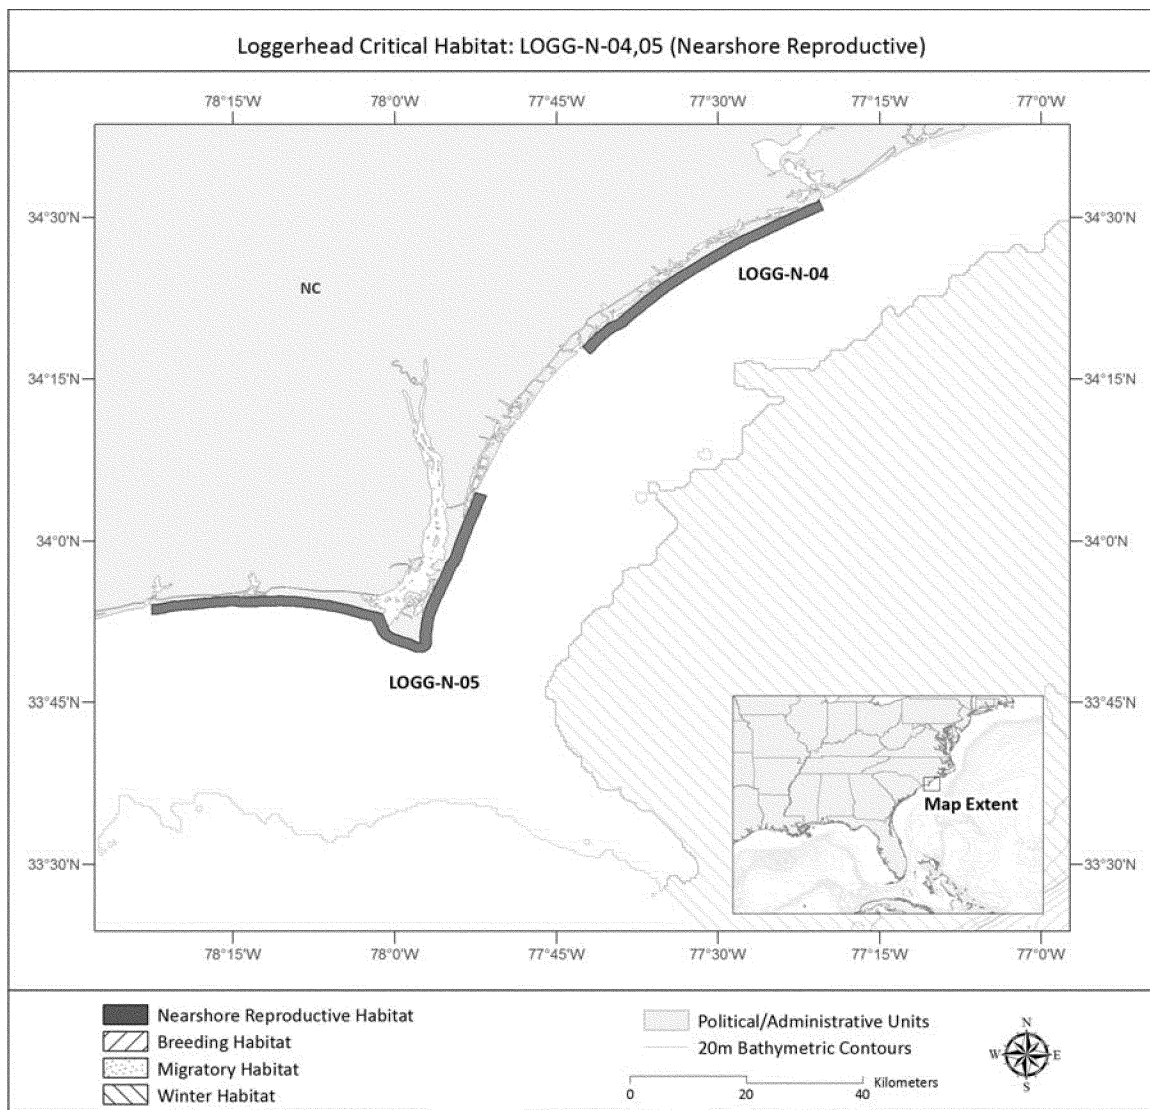 Loggerhead Critical Habitat: LOGG-N-04,05 (Nearshore Reproductive)
78°15'W 78°0'W 77°45'W 77°30'W 77°15'W 77°0'W
34°30'N 34°30'N
LOGG-N-04
NC
34°15'N 34°15'N
34°0'N 34°0'N
LOGG-N-05
33°45'N 33°45'N
Map Extent
33°30'N 33°30'N
78°15'W 78°0'W 77°45'W 77°30'W 77°15'W 77°0'W
Nearshore Reproductive Habitat
Breeding Habitat
Migratory Habitat
Winter Habitat
Political/Administrative Units
20m Bathymetric Contours
Kilometers
0 20 40
N
W E
S